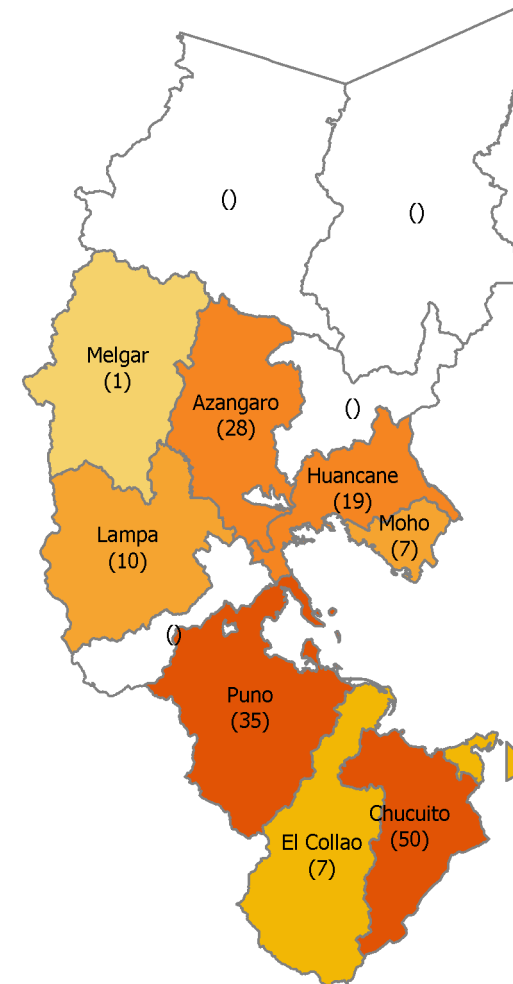 ()
()
Melgar
(1)
Azangaro
(28)
()
Huancane
(19)
Moho
(7)
Lampa
(10)
()
Puno
(35)
Chucuito
(50)
El Collao
(7)